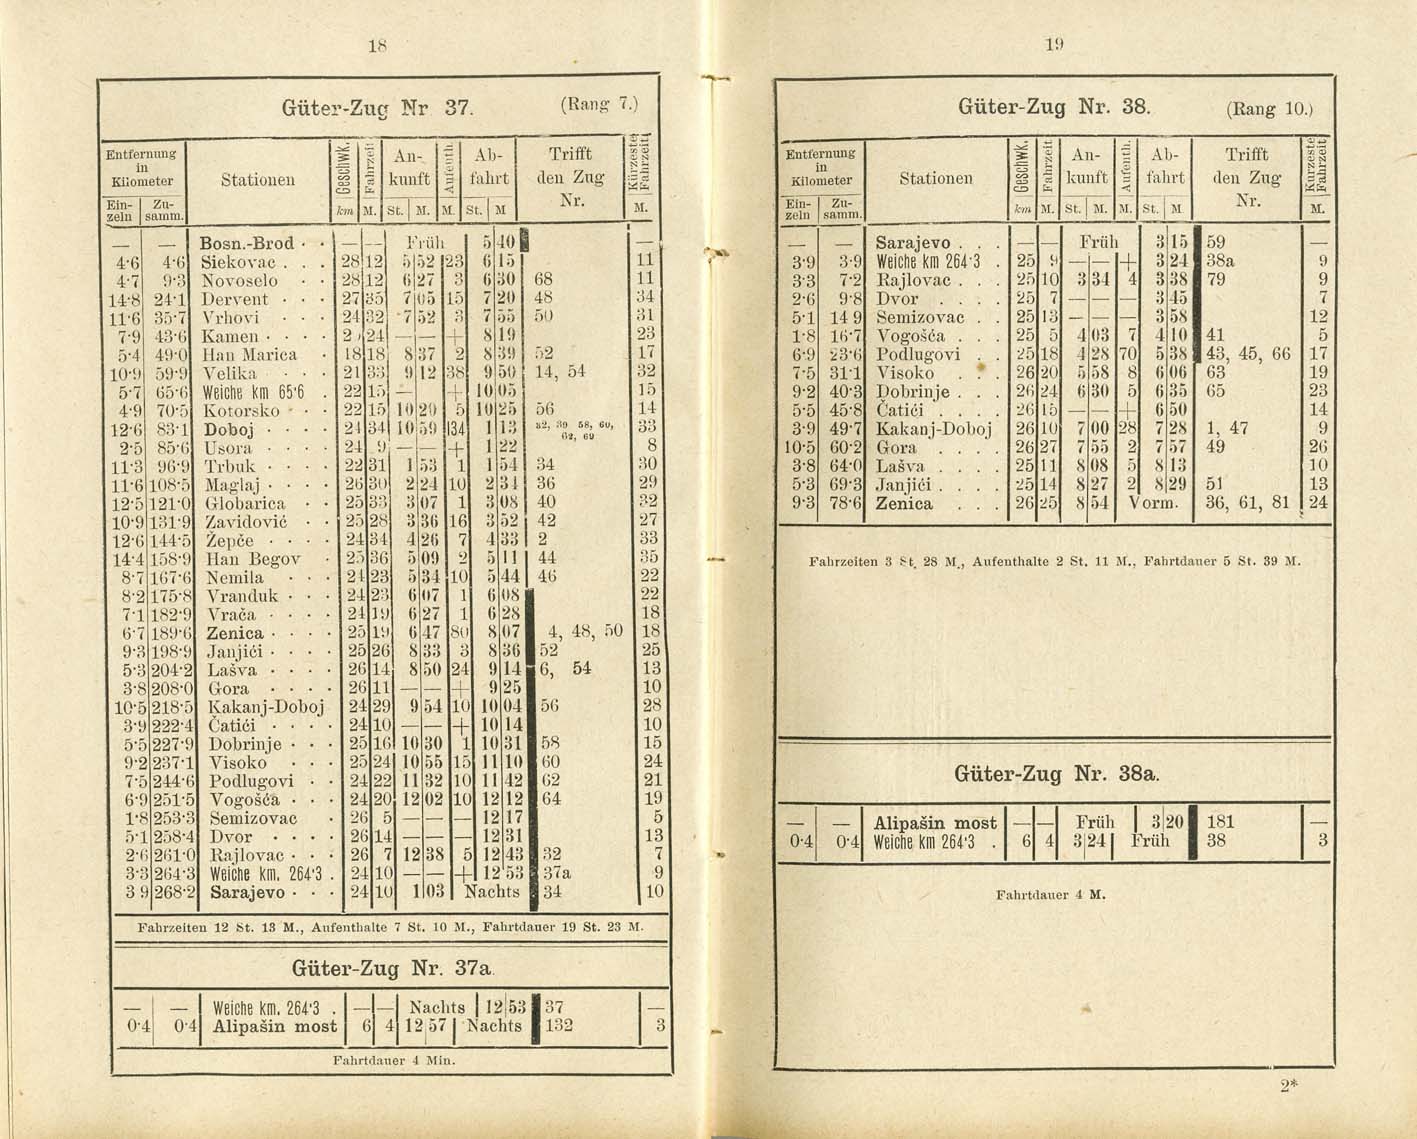 18
Güter-Zug Nr 37. (Rang 7.)
Entfernung in Kilometer | Stationen | Geschwk. | Fahrzeit | An-kunft | Aufenth. | Ab-fahrt | Trifft den Zug Nr. | Kürzeste Fahrzeit
Ein-zeln | Zu-samm. | km | M. | St. | M. | M. | St. | M | M.
— | — | Bosn.-Brod · · | — | — | Früh | 5 | 40 | —
4·6 | 4·6 | Siekovac . . . | 28 | 12 | 5 | 52 | 23 | 6 | 15 | 11
4·7 | 9·3 | Novoselo · · | 28 | 12 | 6 | 27 | 3 | 6 | 30 | 68 | 11
14·8 | 24·1 | Dervent · · · | 27 | 35 | 7 | 05 | 15 | 7 | 20 | 48 | 34
11·6 | 35·7 | Vrhovi · · · | 24 | 32 | 7 | 52 | 3 | 7 | 55 | 50 | 31
7·9 | 43·6 | Kamen · · · | 2 | 24 | — | — | + | 8 | 19 | 23
5·4 | 49·0 | Han Marica · | 18 | 18 | 8 | 37 | 2 | 8 | 39 | 52 | 17
10·9 | 59·9 | Velika · · · | 21 | 33 | 9 | 12 | 38 | 9 | 50 | 14, 54 | 32
5·7 | 65·6 | Weiche km 65·6 . | 22 | 15 | — | + | 10 | 05 | 15
4·9 | 70·5 | Kotorsko · · | 22 | 15 | 10 | 20 | 5 | 10 | 25 | 56 | 14
12·6 | 83·1 | Doboj · · · · | 24 | 34 | 10 | 59 | 134 | 1 | 13 | 32, 39 58, 60, 62, 69 | 33
2·5 | 85·6 | Usora · · · · | 24 | 9 | — | — | + | 1 | 22 | 8
11·3 | 96·9 | Trbuk · · · · | 22 | 31 | 1 | 53 | 1 | 1 | 54 | 34 | 30
11·6 | 108·5 | Maglaj · · · · | 26 | 30 | 2 | 24 | 10 | 2 | 34 | 36 | 29
12·5 | 121·0 | Globarica · · | 25 | 33 | 3 | 07 | 1 | 3 | 08 | 40 | 32
10·9 | 131·9 | Zavidović · · | 25 | 28 | 3 | 36 | 16 | 3 | 52 | 42 | 27
12·6 | 144·5 | Žepče · · · · | 24 | 34 | 4 | 26 | 7 | 4 | 33 | 2 | 33
14·4 | 158·9 | Han Begov · | 25 | 36 | 5 | 09 | 2 | 5 | 11 | 44 | 35
8·7 | 167·6 | Nemila · · · | 24 | 23 | 5 | 34 | 10 | 5 | 44 | 46 | 22
8·2 | 175·8 | Vranduk · · · | 24 | 23 | 6 | 07 | 1 | 6 | 08 | 22
7·1 | 182·9 | Vrača · · · · | 24 | 19 | 6 | 27 | 1 | 6 | 28 | 18
6·7 | 189·6 | Zenica · · · · | 25 | 19 | 6 | 47 | 80 | 8 | 07 | 4, 48, 50 | 18
9·3 | 198·9 | Janjići · · · · | 25 | 26 | 8 | 33 | 3 | 8 | 36 | 52 | 25
5·3 | 204·2 | Lašva · · · · | 26 | 14 | 8 | 50 | 24 | 9 | 14 | 6, 54 | 13
3·8 | 208·0 | Gora · · · · | 26 | 11 | — | — | + | 9 | 25 | 10
10·5 | 218·5 | Kakanj-Doboj | 24 | 29 | 9 | 54 | 10 | 10 | 04 | 56 | 28
3·9 | 222·4 | Čatići · · · · | 24 | 10 | — | — | + | 10 | 14 | 10
5·5 | 227·9 | Dobrinje · · · | 25 | 16 | 10 | 30 | 1 | 10 | 31 | 58 | 15
9·2 | 237·1 | Visoko · · · | 25 | 24 | 10 | 55 | 15 | 11 | 10 | 60 | 24
7·5 | 244·6 | Podlugovi · · | 24 | 22 | 11 | 32 | 10 | 11 | 42 | 62 | 21
6·9 | 251·5 | Vogošća · · · | 24 | 20 | 12 | 02 | 10 | 12 | 12 | 64 | 19
1·8 | 253·3 | Semizovac · | 26 | 5 | — | — | — | 12 | 17 | 5
5·1 | 258·4 | Dvor · · · · | 26 | 14 | — | — | — | 12 | 31 | 13
2·6 | 261·0 | Rajlovac · · · | 26 | 7 | 12 | 38 | 5 | 12 | 43 | 32 | 7
3·3 | 264·3 | Weiche km. 264·3 . | 24 | 10 | — | — | + | 12 | 53 | 37a | 9
3 9 | 268·2 | Sarajevo · · · | 24 | 10 | 1 | 03 | Nachts | 34 | 10
Fahrzeiten 12 St. 13 M., Aufenthalte 7 St. 10 M., Fahrtdauer 19 St. 23 M.
Güter-Zug Nr. 37a.
— | — | Weiche km. 264·3 . | — | — | Nachts | 12 | 53 | 37 | —
0·4 | 0·4 | Alipašin most | 6 | 4 | 12 | 57 | Nachts | 132 | 3
Fahrtdauer 4 Min.
19
Güter-Zug Nr. 38. (Rang 10.)
Entfernung in Kilometer | Stationen | Geschwk. | Fahrzeit | An-kunft | Aufenth. | Ab-fahrt | Trifft den Zug Nr. | Kürzeste Fahrzeit
Ein-zeln | Zu-samm. | km | M. | St. | M. | M. | St. | M | M.
— | — | Sarajevo . . . | — | — | Früh | 3 | 15 | 59 | —
3·9 | 3·9 | Weiche km 264·3 . | 25 | 9 | — | — | + | 3 | 24 | 38a | 9
3·3 | 7·2 | Rajlovac . . . | 25 | 10 | 3 | 34 | 4 | 3 | 38 | 79 | 9
2·6 | 9·8 | Dvor . . . . | 25 | 7 | — | — | — | 3 | 45 | 7
5·1 | 14 9 | Semizovac . . | 25 | 13 | — | — | — | 3 | 58 | 12
1·8 | 16·7 | Vogošća . . . | 25 | 5 | 4 | 03 | 7 | 4 | 10 | 41 | 5
6·9 | 23·6 | Podlugovi . . | 25 | 18 | 4 | 28 | 70 | 5 | 38 | 43, 45, 66 | 17
7·5 | 31·1 | Visoko . . . | 26 | 20 | 5 | 58 | 8 | 6 | 06 | 63 | 19
9·2 | 40·3 | Dobrinje . . . | 26 | 24 | 6 | 30 | 5 | 6 | 35 | 65 | 23
5·5 | 45·8 | Čatići . . . . | 26 | 15 | — | — | + | 6 | 50 | 14
3·9 | 49·7 | Kakanj-Doboj | 26 | 10 | 7 | 00 | 28 | 7 | 28 | 1, 47 | 9
10·5 | 60·2 | Gora . . . . | 26 | 27 | 7 | 55 | 2 | 7 | 57 | 49 | 26
3·8 | 64·0 | Lašva . . . . | 25 | 11 | 8 | 08 | 5 | 8 | 13 | 10
5·3 | 69·3 | Janjići . . . . | 25 | 14 | 8 | 27 | 2 | 8 | 29 | 51 | 13
9·3 | 78·6 | Zenica . . . | 26 | 25 | 8 | 54 | Vorm. | 36, 61, 81 | 24
Fahrzeiten 3 St. 28 M., Aufenthalte 2 St. 11 M., Fahrtdauer 5 St. 39 M.
Güter-Zug Nr. 38a.
— | — | Alipašin most | — | — | Früh | 3 | 20 | 181 | —
0·4 | 0·4 | Weiche km 264·3 . | 6 | 4 | 3 | 24 | Früh | 38 | 3
Fahrtdauer 4 M.
2*